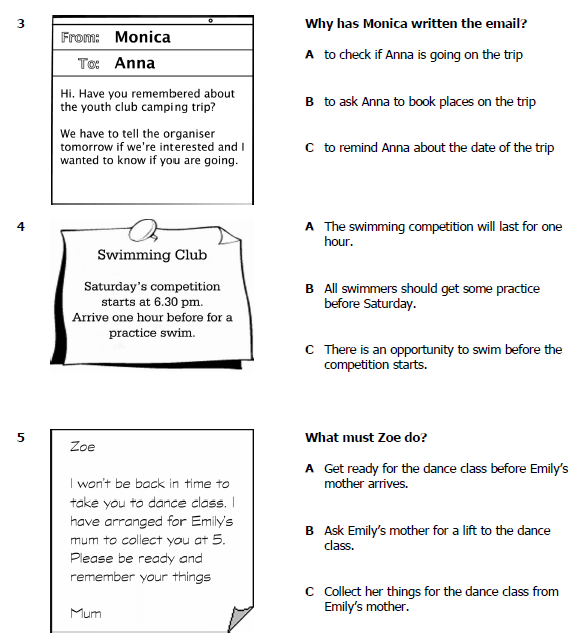 3
From: Monica
To: Anna
Hi. Have you remembered about
the youth club camping trip?
We have to tell the organiser
tomorrow if we're interested and I
wanted to know if you are going.
Why has Monica written the email?
A to check if Anna is going on the trip
B to ask Anna to book places on the trip
C to remind Anna about the date of the trip
4
Swimming Club
Saturday's competition
starts at 6.30 pm.
Arrive one hour before for a
practice swim.
A The swimming competition will last for one
hour.
B All swimmers should get some practice
before Saturday.
C There is an opportunity to swim before the
competition starts.
5
Zoe
I won't be back in time to
take you to dance class. I
have arranged for Emily's
mum to collect you at 5.
Please be ready and
remember your things
Mum
What must Zoe do?
A Get ready for the dance class before Emily's
mother arrives.
B Ask Emily's mother for a lift to the dance
class.
C Collect her things for the dance class from
Emily's mother.